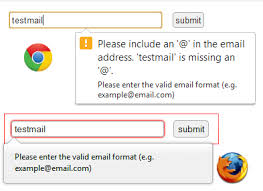 testmail submit
Please include an '@' in the email
address. 'testmail' is missing an
'@'.
Please enter the valid email format (e.g.
example@email.com)
testmail submit
Please enter the valid email format (e.g.
example@email.com)